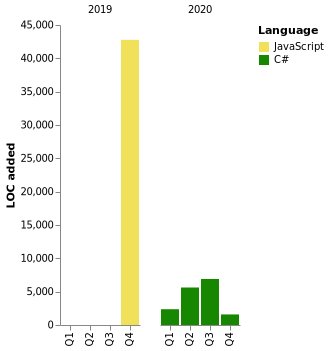 2019
2020
Language
JavaScript
C#
LOC added
45,000
40,000
35,000
30,000
25,000
20,000
15,000
10,000
5,000
0
Q1
Q2
Q3
Q4
Q1
Q2
Q3
Q4